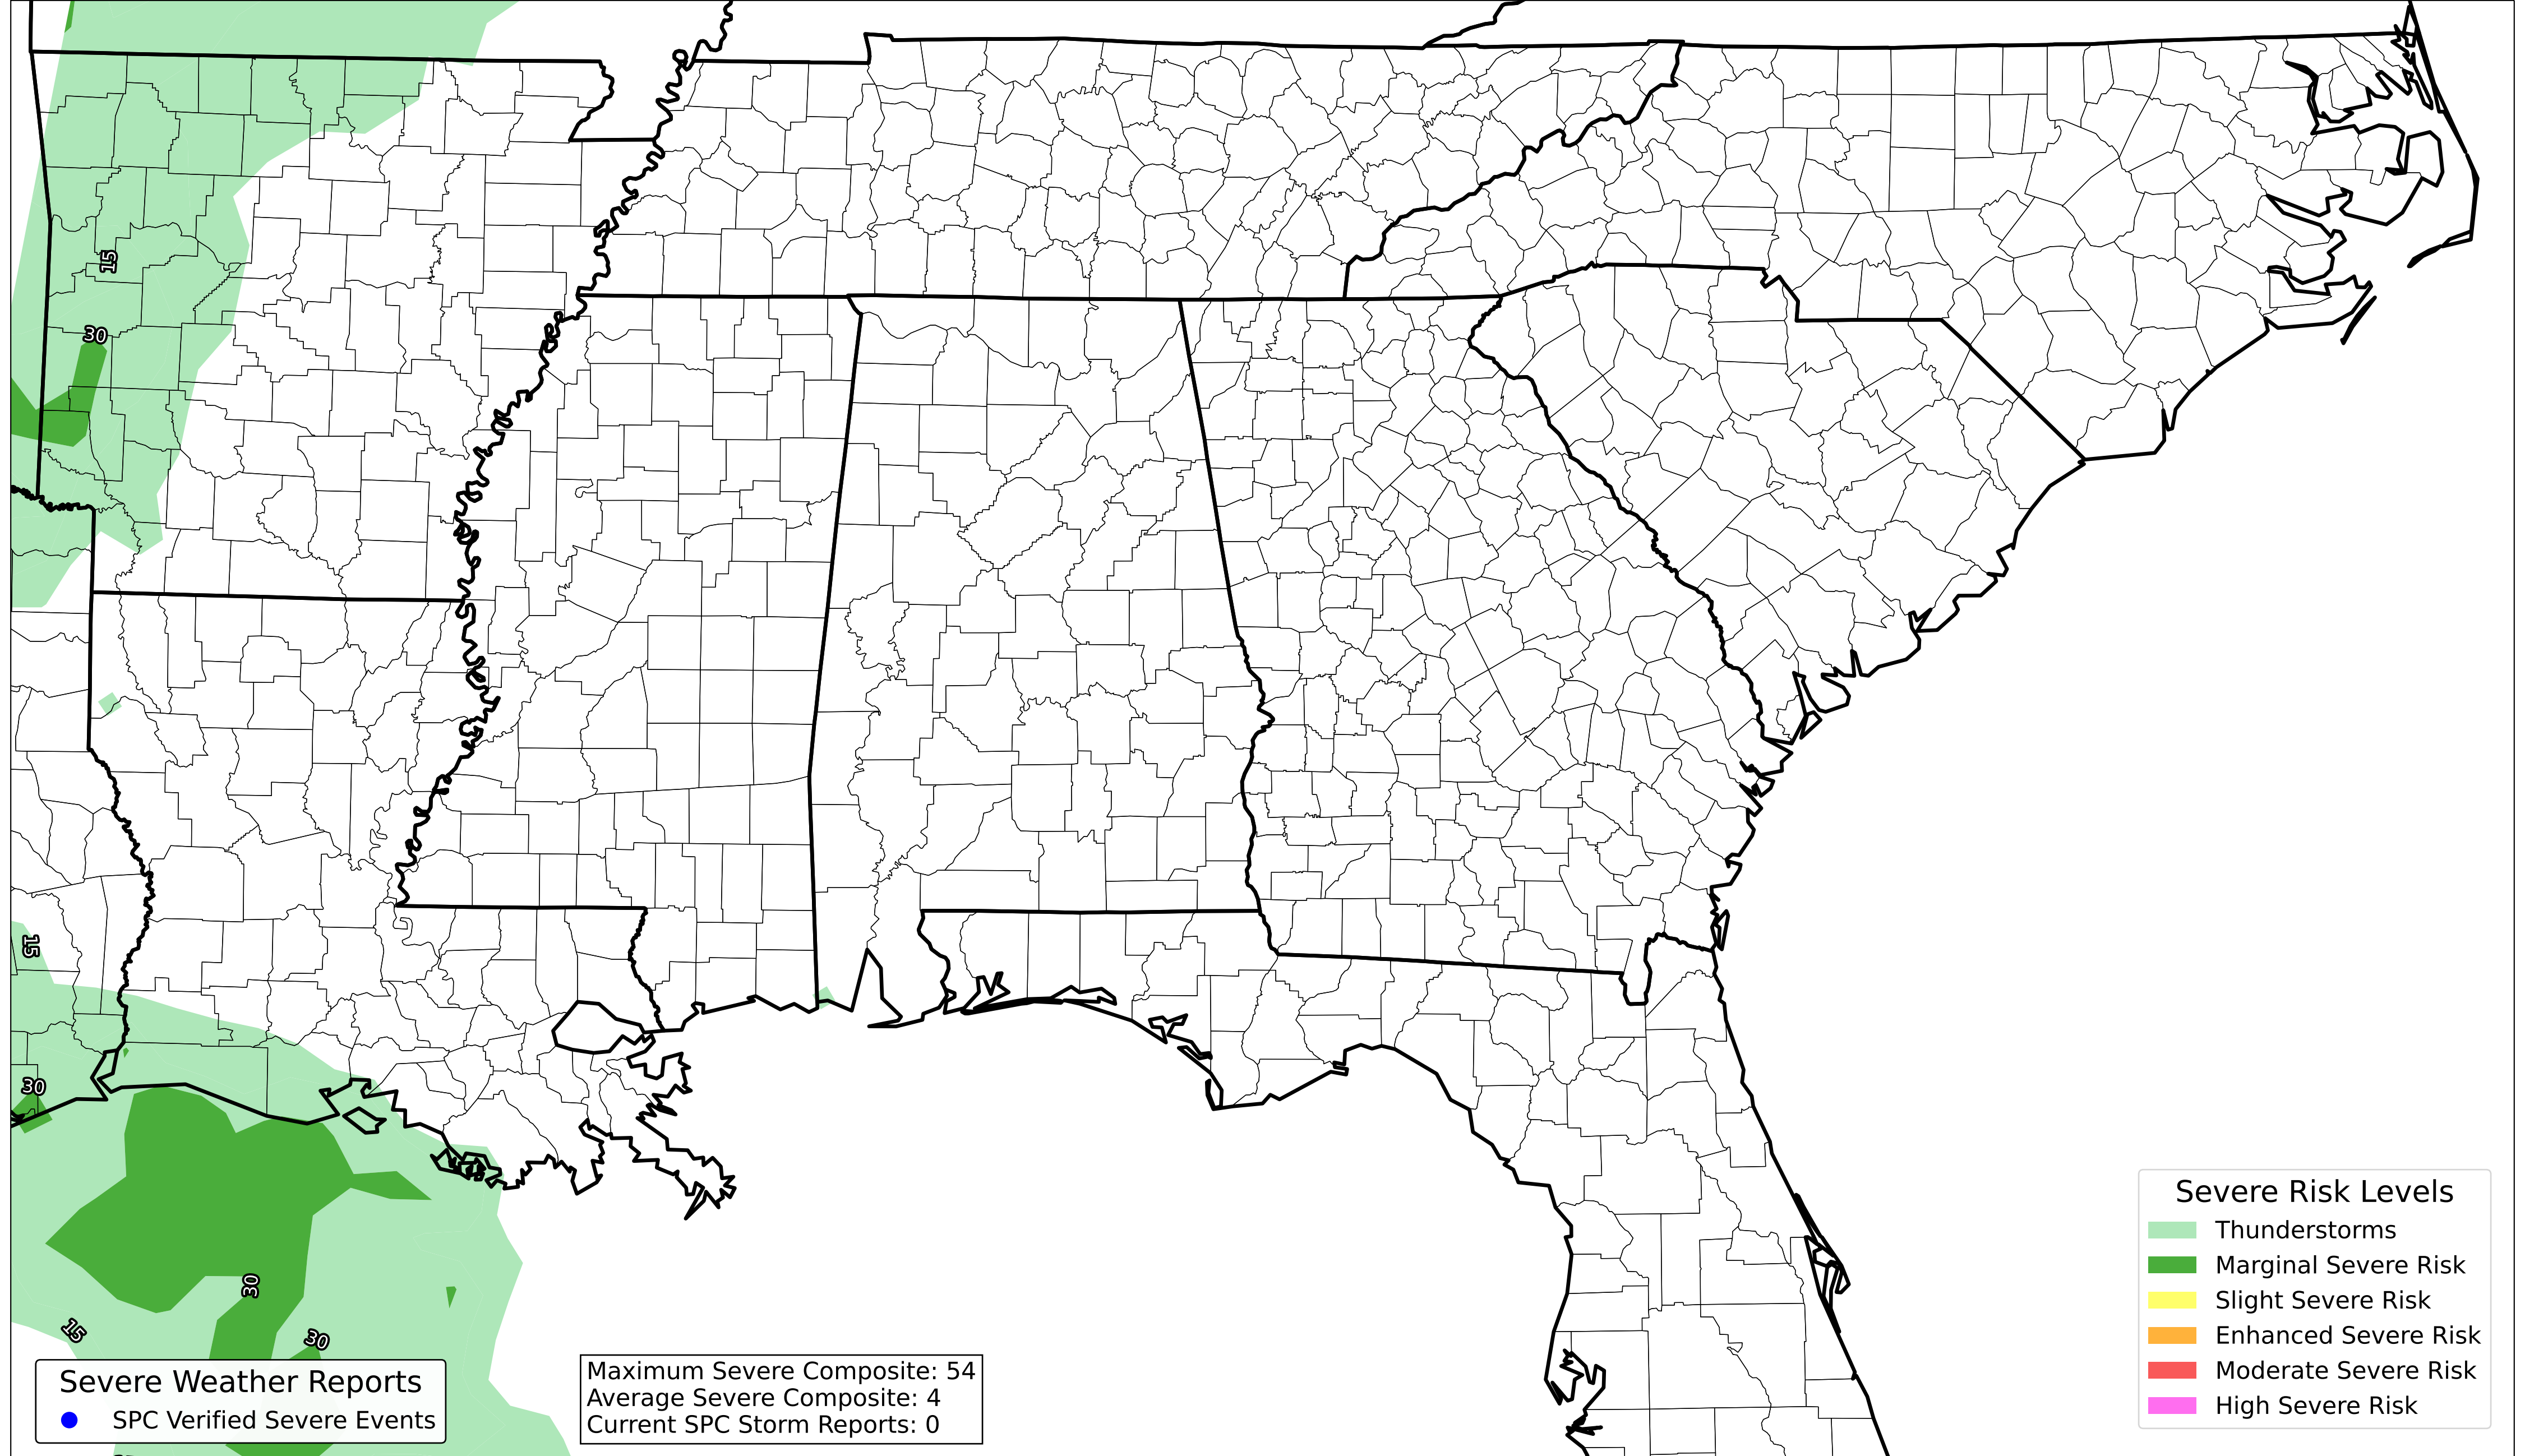 15
30
15
30
30
15
30
Severe Risk Levels
Thunderstorms
Marginal Severe Risk
Slight Severe Risk
Enhanced Severe Risk
Moderate Severe Risk
High Severe Risk
Severe Weather Reports
SPC Verified Severe Events
Maximum Severe Composite: 54
Average Severe Composite: 4
Current SPC Storm Reports: 0